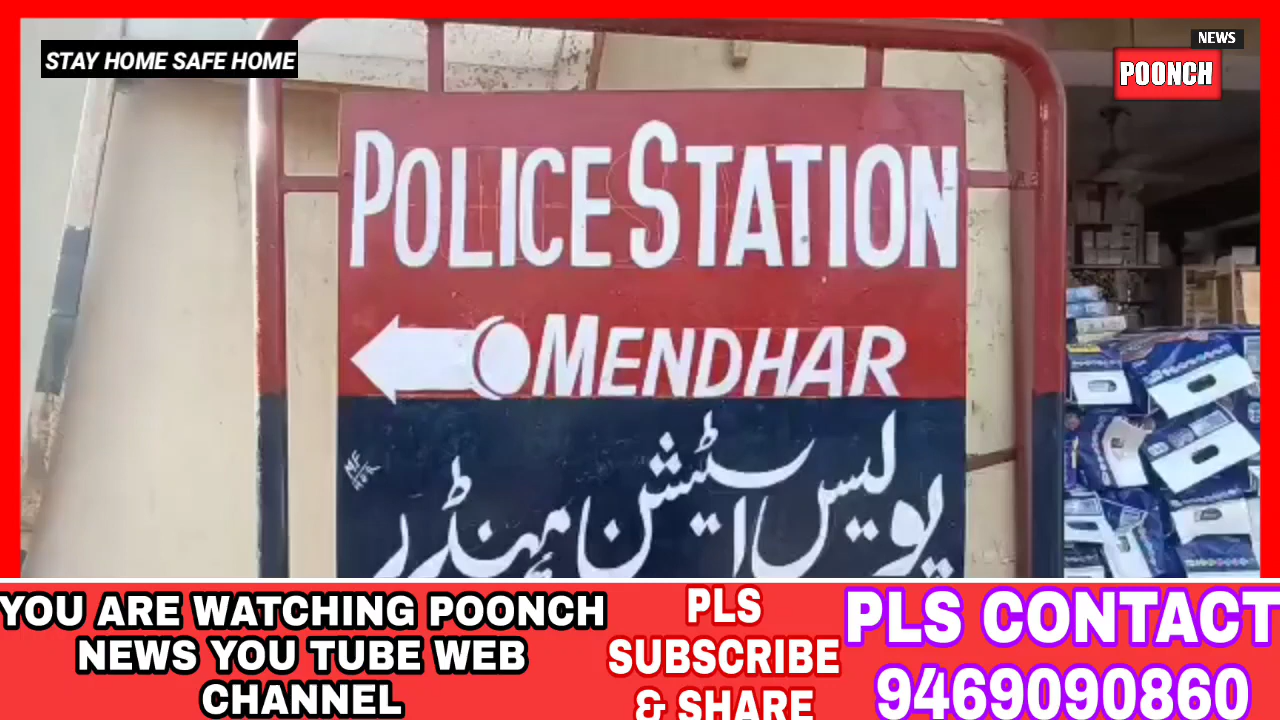 STAY HOME SAFE HOME
NEWS
POONCH
POLICE STATION
MENDHAR
پولیس اسٹیشن مہنڈر
YOU ARE WATCHING POONCH
NEWS YOU TUBE WEB
CHANNEL
PLS
SUBSCRIBE
& SHARE
PLS CONTACT
9469090860